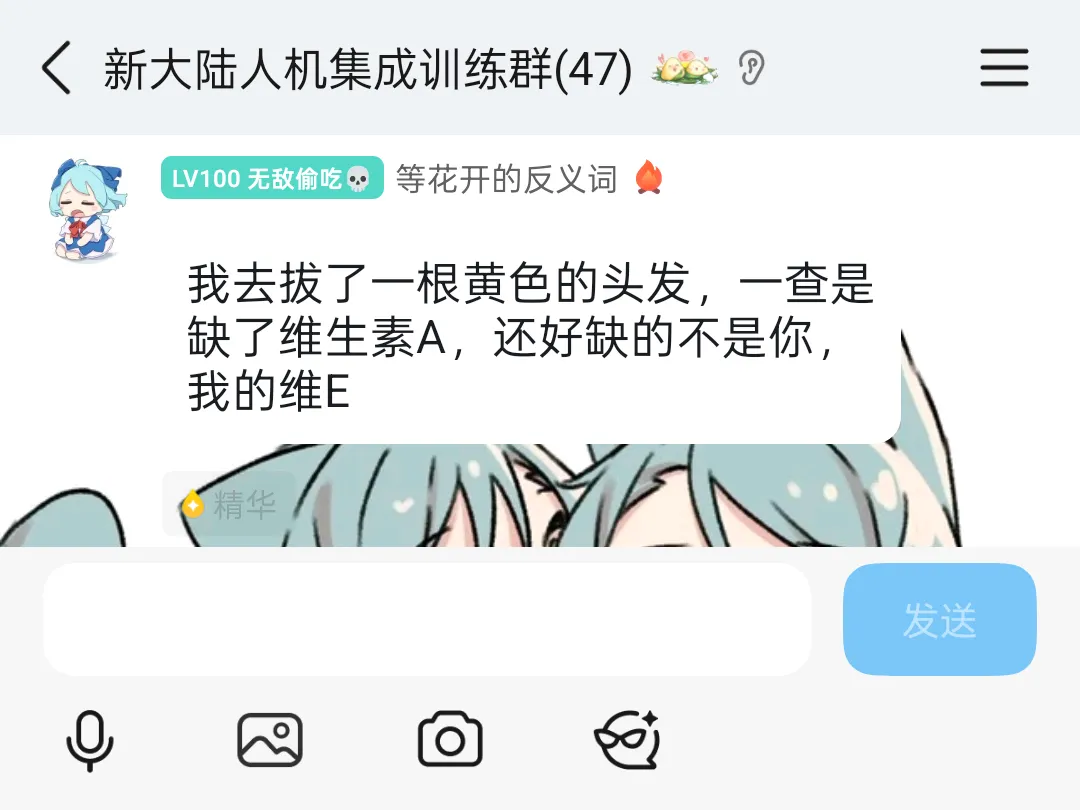 新大陆人机集成训练群(47)
LV100 无敌偷吃 等花开的反义词
我去拔了一根黄色的头发，一查是
缺了维生素A，还好缺的不是你，
我的维E
精华
发送